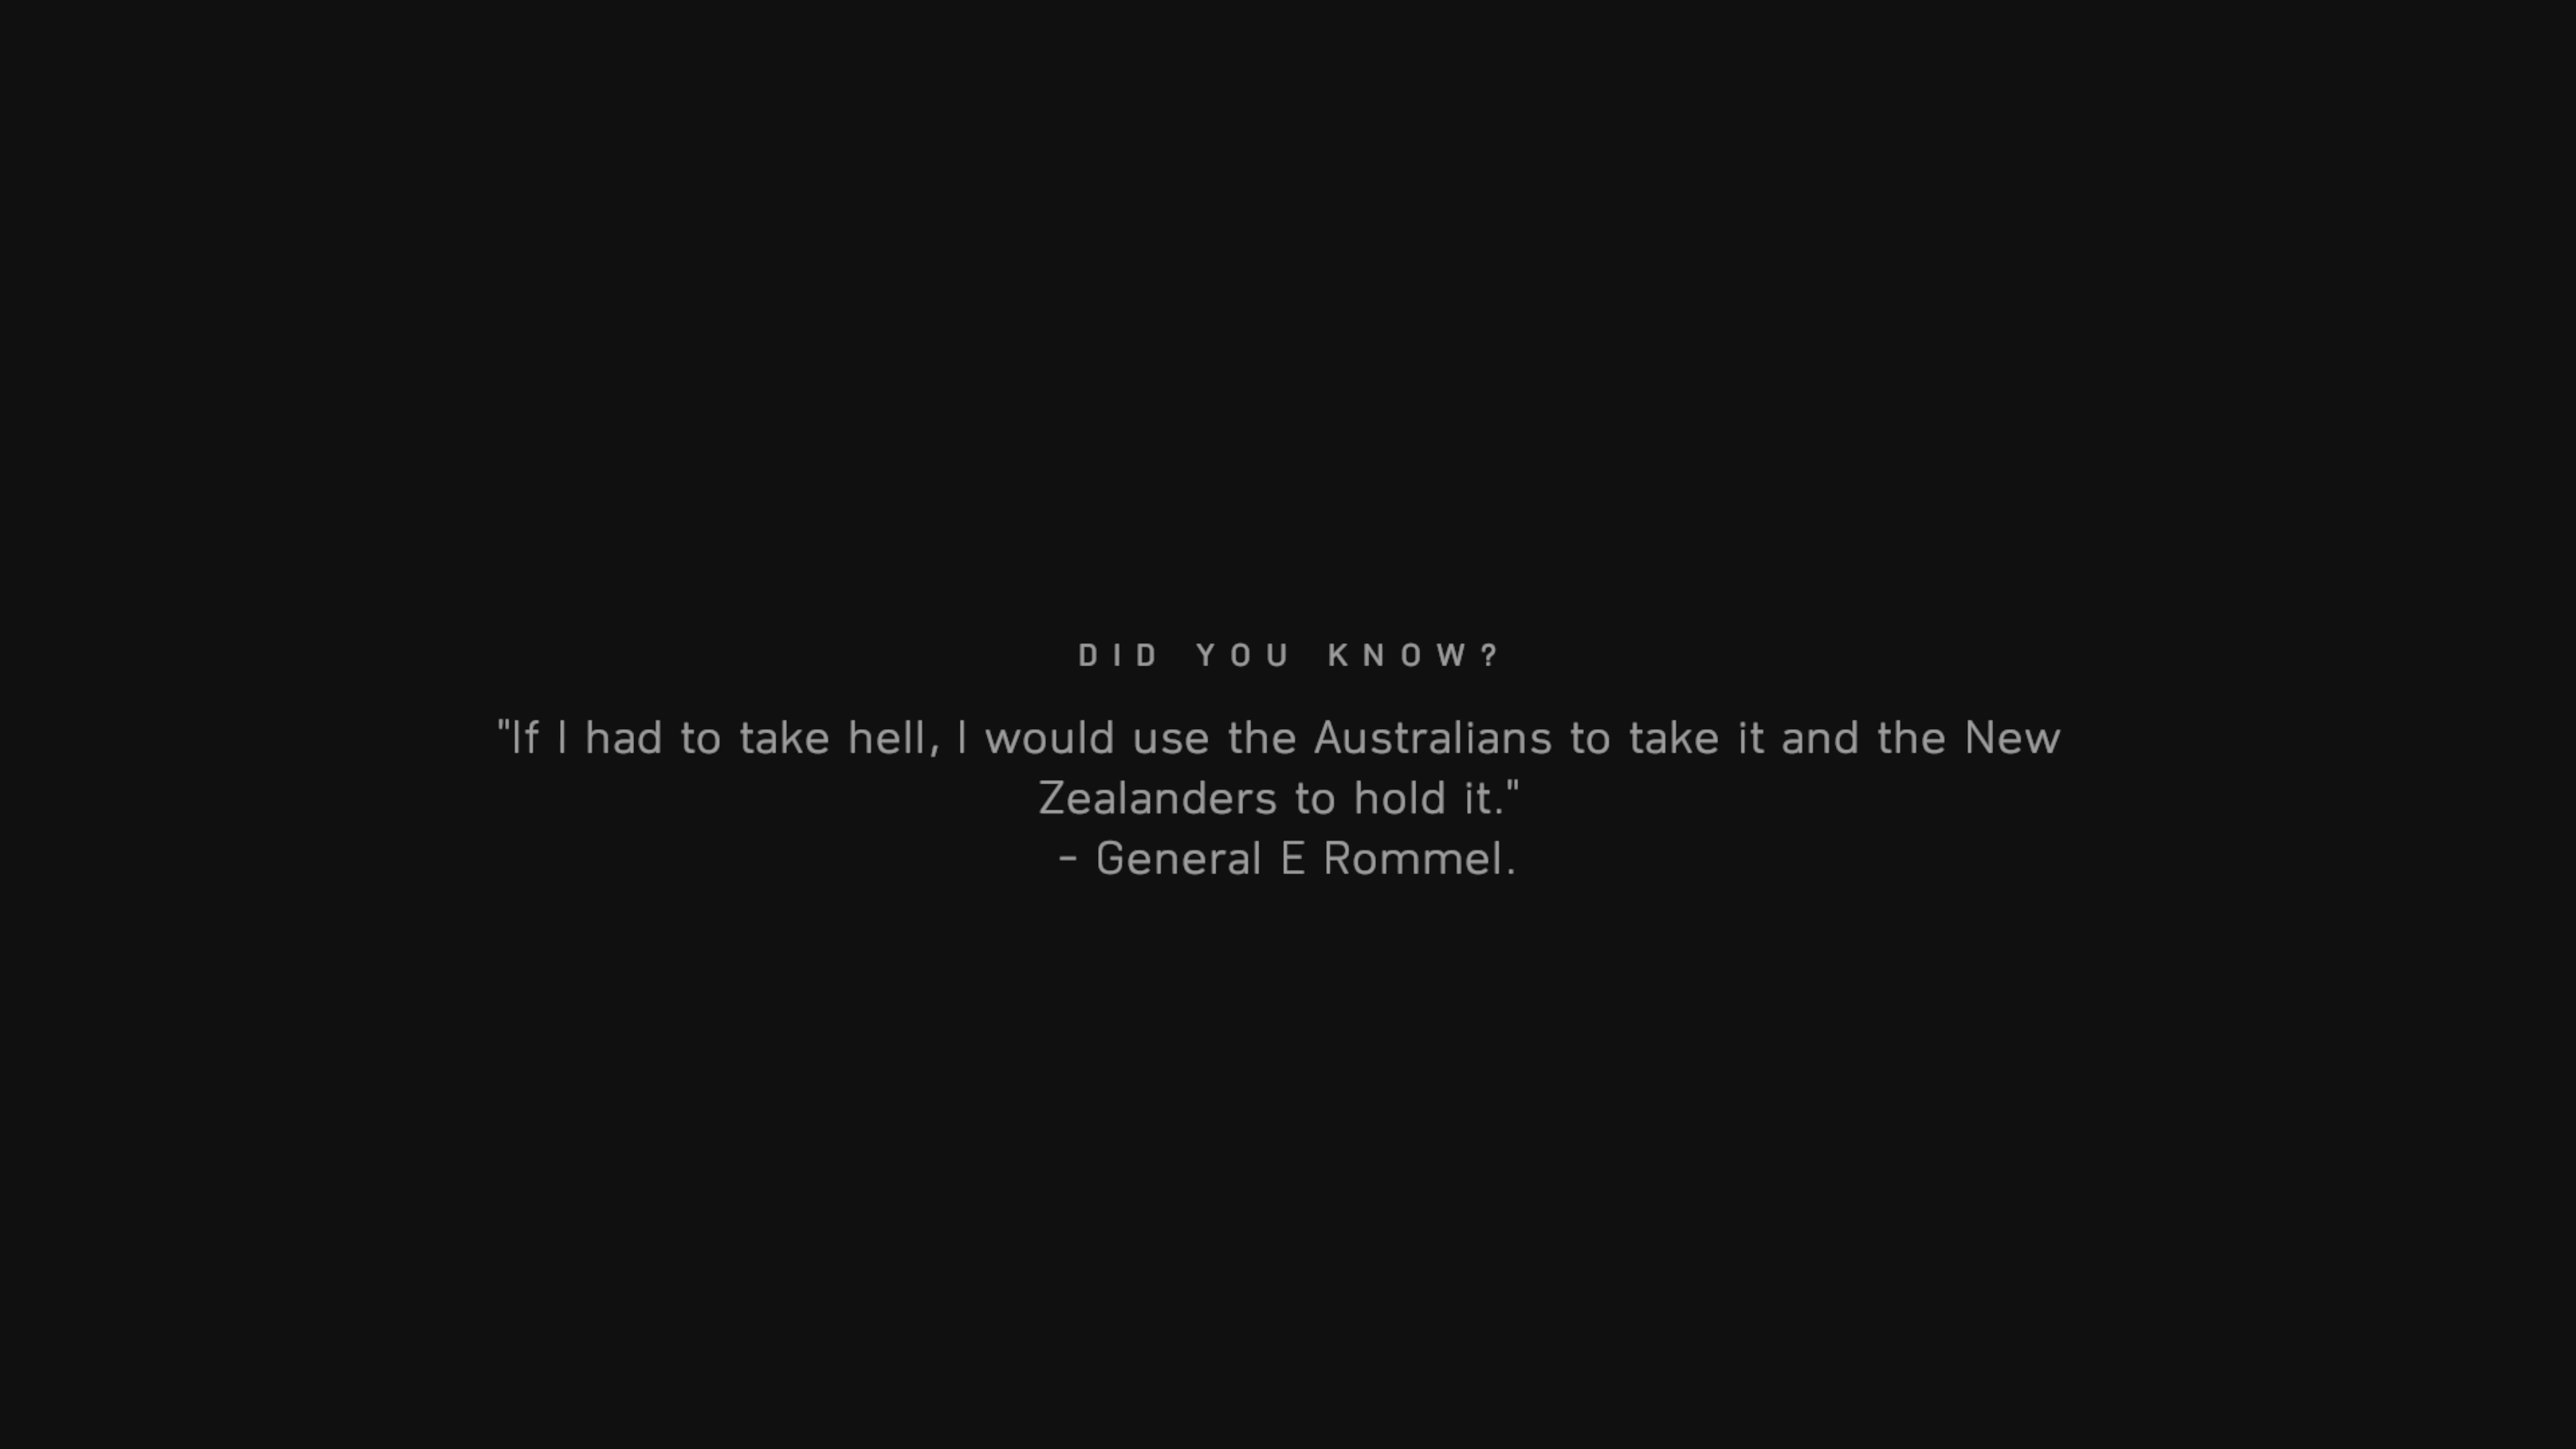 DID YOU KNOW?
"If I had to take hell, I would use the Australians to take it and the New
Zealanders to hold it."
- General E Rommel.